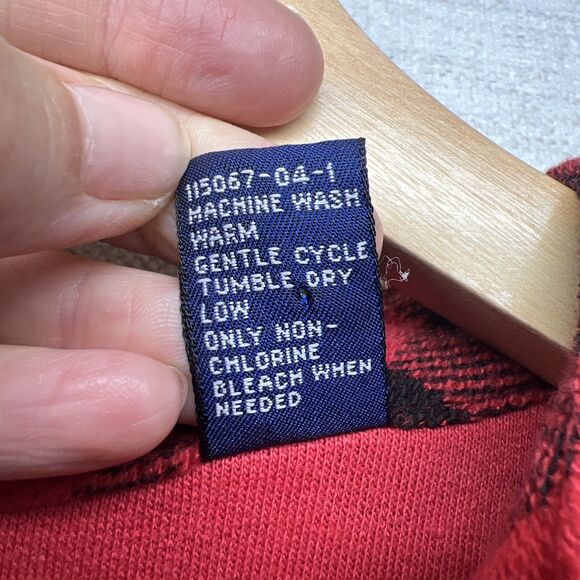 115067-04-1
MACHINE WASH
WARM
GENTLE CYCLE
TUMBLE DRY
LOW
ONLY NON-
CHLORINE
BLEACH WHEN
NEEDED